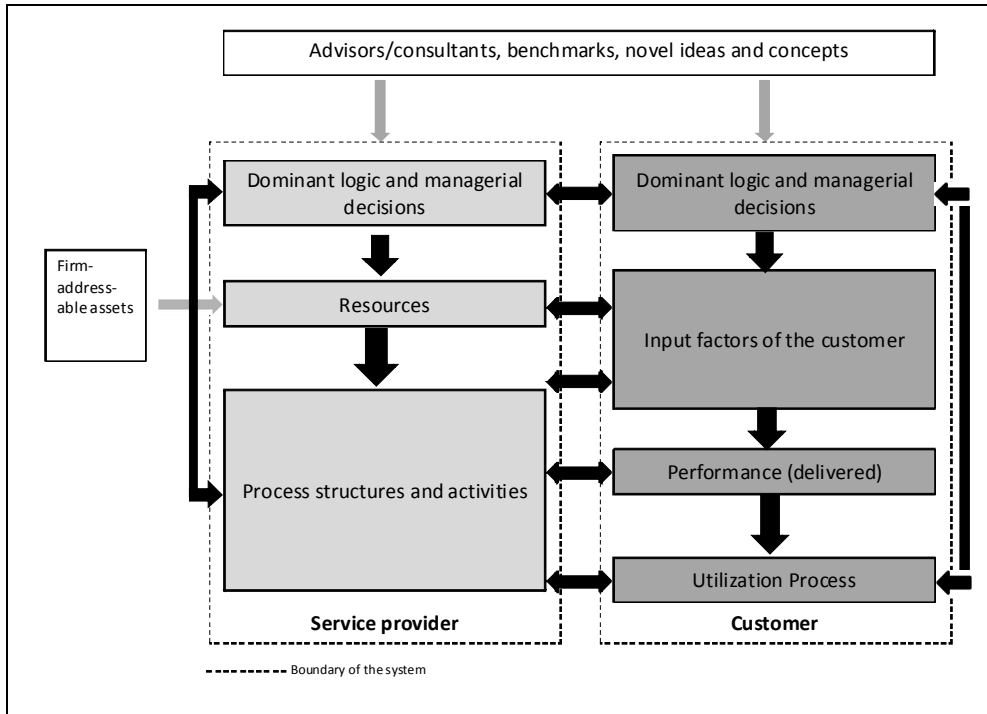 Advisors/consultants, benchmarks, novel ideas and concepts
Dominant logic and managerial
decisions
Dominant logic and managerial
decisions
Firm-
address-
able assets
Resources
Input factors of the customer
Process structures and activities
Performance (delivered)
Utilization Process
Service provider
Customer
Boundary of the system